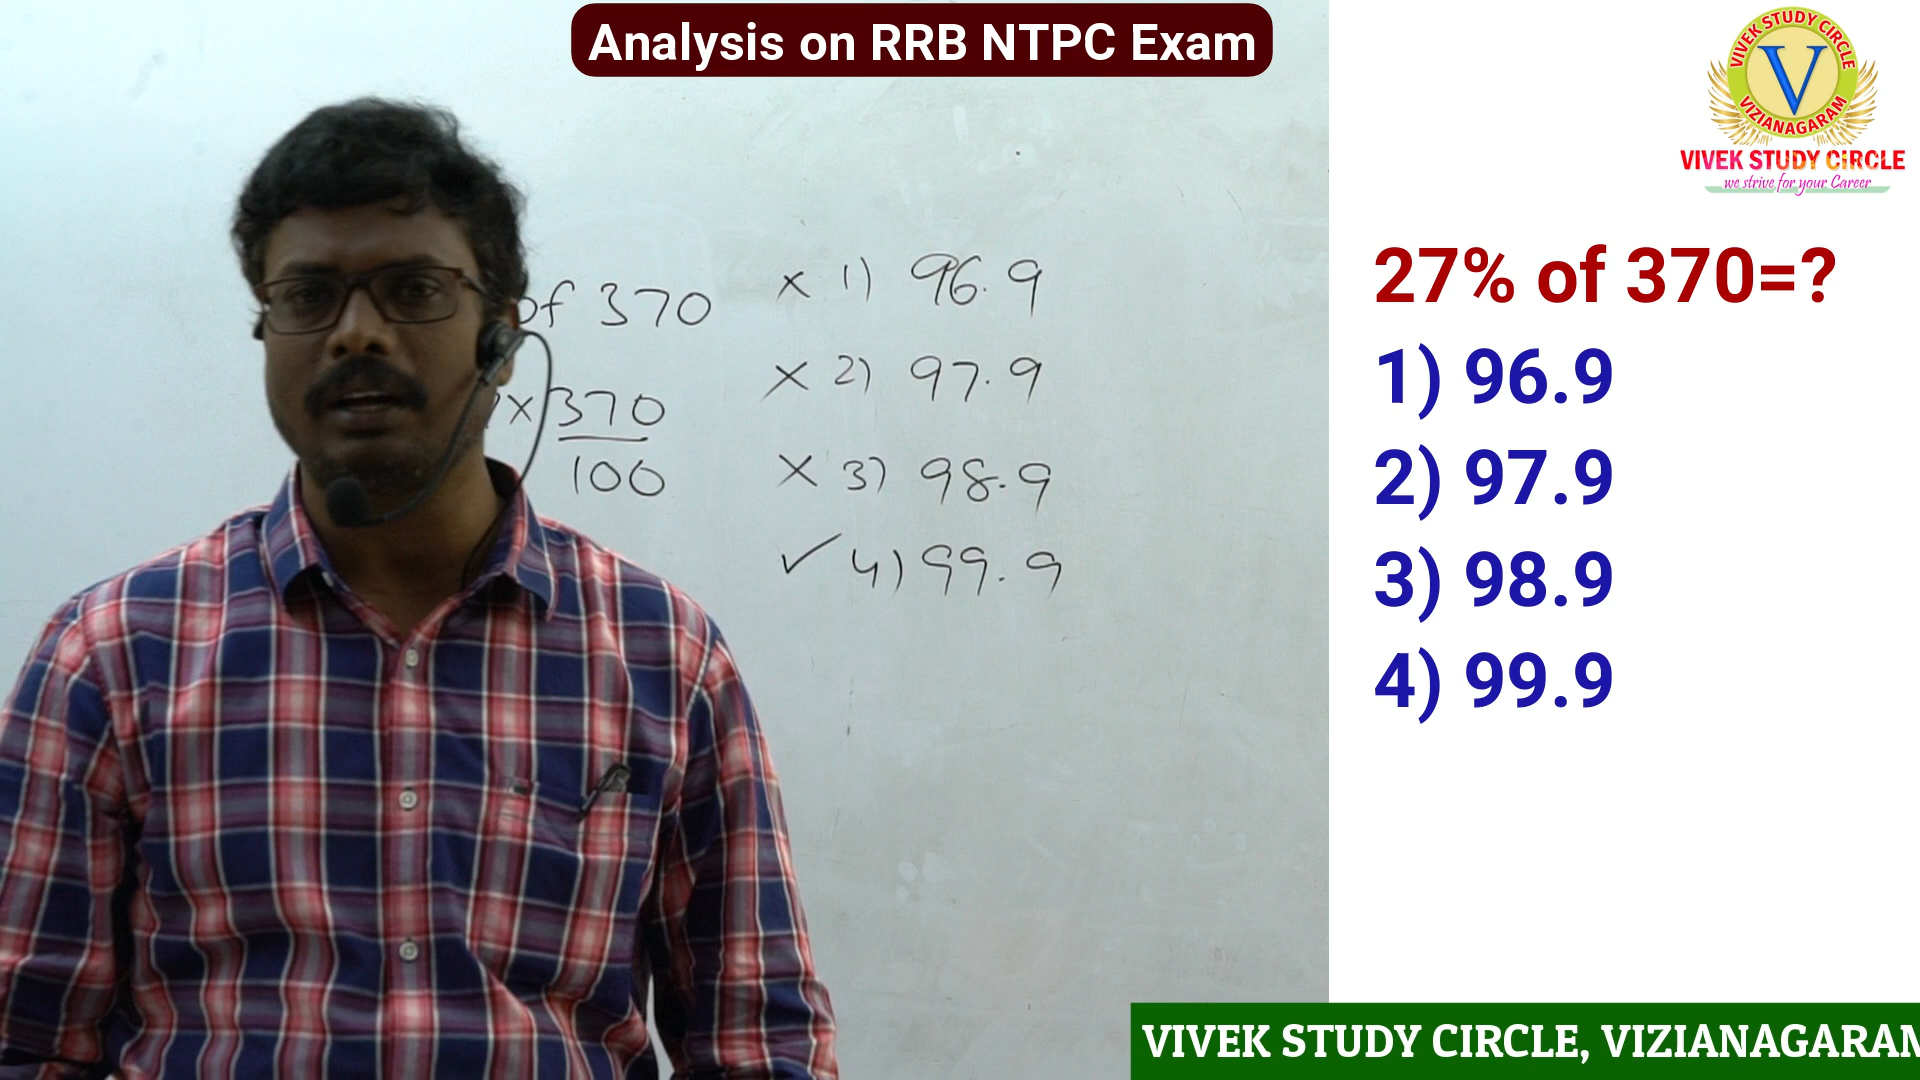 Analysis on RRB NTPC Exam
VIVEK STUDY CIRCLE
V
VIZIANAGARAM
VIVEK STUDY CIRCLE
we strive for your Career
of 370
× 370
100
× 1) 96.9
× 2) 97.9
× 3) 98.9
✓ 4) 99.9
27% of 370=?
1) 96.9
2) 97.9
3) 98.9
4) 99.9
VIVEK STUDY CIRCLE, VIZIANAGARAM